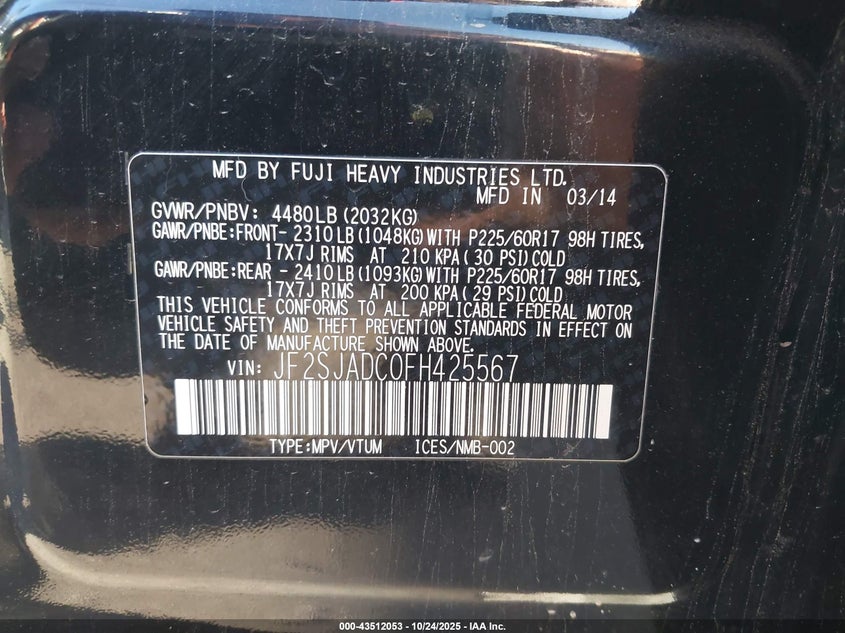 MFD BY FUJI HEAVY INDUSTRIES LTD.
MFD IN 03/14
GVWR/PNBV: 4480LB(2032KG)
GAWR/PNBE:FRONT- 2310LB(1048KG)WITH P225/60R17 98H TIRES,
17X7J RIMS AT 210 KPA( 30 PSI)COLD
GAWR/PNBE:REAR - 2410LB(1093KG)WITH P225/60R17 98H TIRES,
17X7J RIMS AT 200 KPA( 29 PSI)COLD
THIS VEHICLE CONFORMS TO ALL APPLICABLE FEDERAL MOTOR
VEHICLE SAFETY AND THEFT PREVENTION STANDARDS IN EFFECT ON
THE DATE OF MANUFACTURE SHOWN ABOVE.
VIN: JF2SJADC0FH425567
TYPE:MPV/VTUM ICES/NMB-002
000-43512053 - 10/24/2025 - IAA Inc.